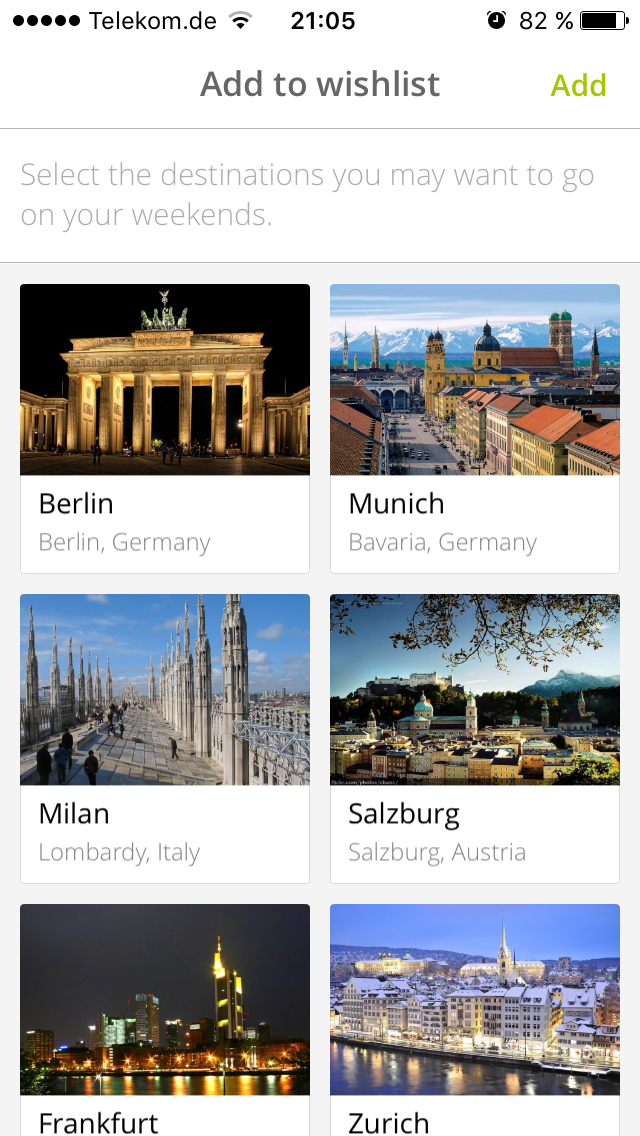 Telekom.de 21:05 82 %
Add to wishlist Add
Select the destinations you may want to go
on your weekends.
Berlin
Berlin, Germany
Munich
Bavaria, Germany
Milan
Lombardy, Italy
Salzburg
Salzburg, Austria
Frankfurt
Zurich